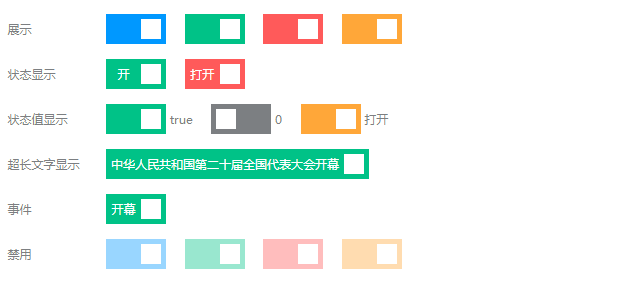 展示
状态显示 开 打开
状态值显示 true 0 打开
超长文字显示 中华人民共和国第二十届全国代表大会开幕
事件 开幕
禁用